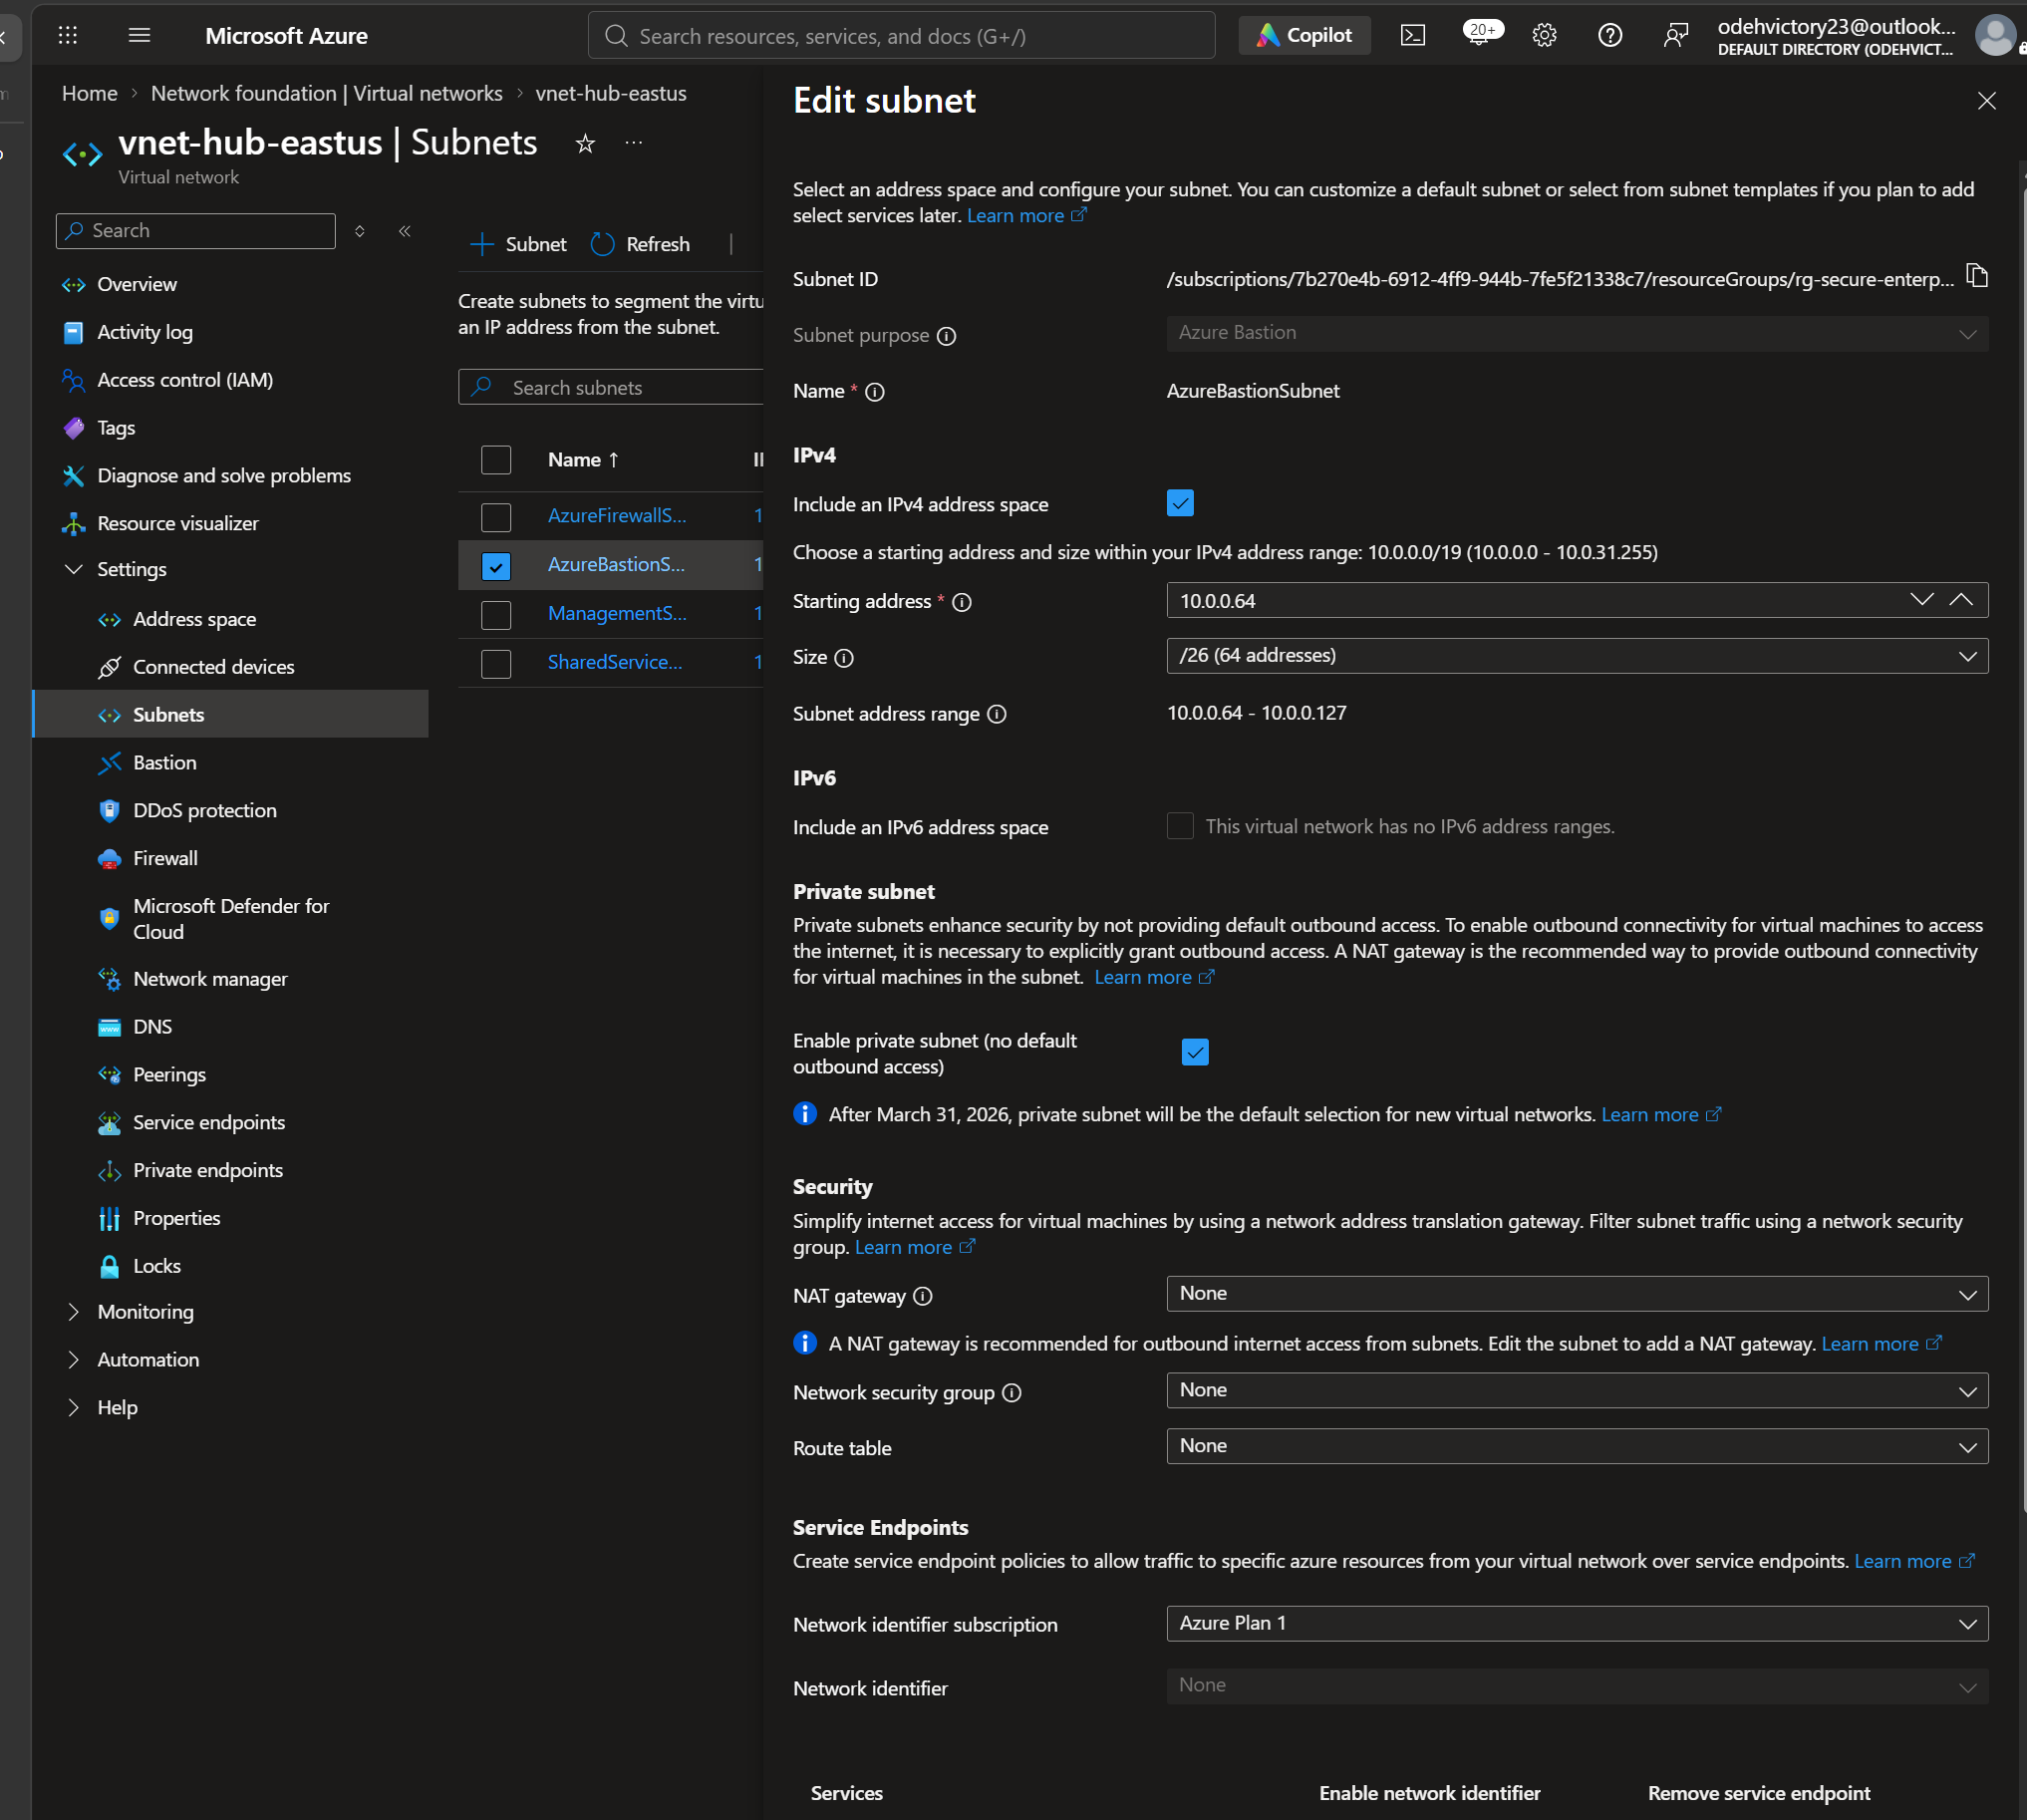 Microsoft Azure
Search resources, services, and docs (G+/)
Copilot
20+
odehvictory23@outlook...
DEFAULT DIRECTORY (ODEHVICT...
Home > Network foundation | Virtual networks > vnet-hub-eastus
vnet-hub-eastus | Subnets
Virtual network
Search
Overview
Activity log
Access control (IAM)
Tags
Diagnose and solve problems
Resource visualizer
Settings
Address space
Connected devices
Subnets
Bastion
DDoS protection
Firewall
Microsoft Defender for
Cloud
Network manager
DNS
Peerings
Service endpoints
Private endpoints
Properties
Locks
Monitoring
Automation
Help
Subnet
Refresh
Create subnets to segment the virtu
an IP address from the subnet.
Search subnets
Name ↑
AzureFirewallS... 1
AzureBastionS... 1
ManagementS... 1
SharedService... 1
Edit subnet
Select an address space and configure your subnet. You can customize a default subnet or select from subnet templates if you plan to add
select services later. Learn more
Subnet ID
/subscriptions/7b270e4b-6912-4ff9-944b-7fe5f21338c7/resourceGroups/rg-secure-enterp...
Subnet purpose
Azure Bastion
Name *
AzureBastionSubnet
IPv4
Include an IPv4 address space
Choose a starting address and size within your IPv4 address range: 10.0.0.0/19 (10.0.0.0 - 10.0.31.255)
Starting address *
10.0.0.64
Size
/26 (64 addresses)
Subnet address range
10.0.0.64 - 10.0.0.127
IPv6
Include an IPv6 address space
This virtual network has no IPv6 address ranges.
Private subnet
Private subnets enhance security by not providing default outbound access. To enable outbound connectivity for virtual machines to access
the internet, it is necessary to explicitly grant outbound access. A NAT gateway is the recommended way to provide outbound connectivity
for virtual machines in the subnet. Learn more
Enable private subnet (no default
outbound access)
After March 31, 2026, private subnet will be the default selection for new virtual networks. Learn more
Security
Simplify internet access for virtual machines by using a network address translation gateway. Filter subnet traffic using a network security
group. Learn more
NAT gateway
None
A NAT gateway is recommended for outbound internet access from subnets. Edit the subnet to add a NAT gateway. Learn more
Network security group
None
Route table
None
Service Endpoints
Create service endpoint policies to allow traffic to specific azure resources from your virtual network over service endpoints. Learn more
Network identifier subscription
Azure Plan 1
Network identifier
None
Services
Enable network identifier
Remove service endpoint